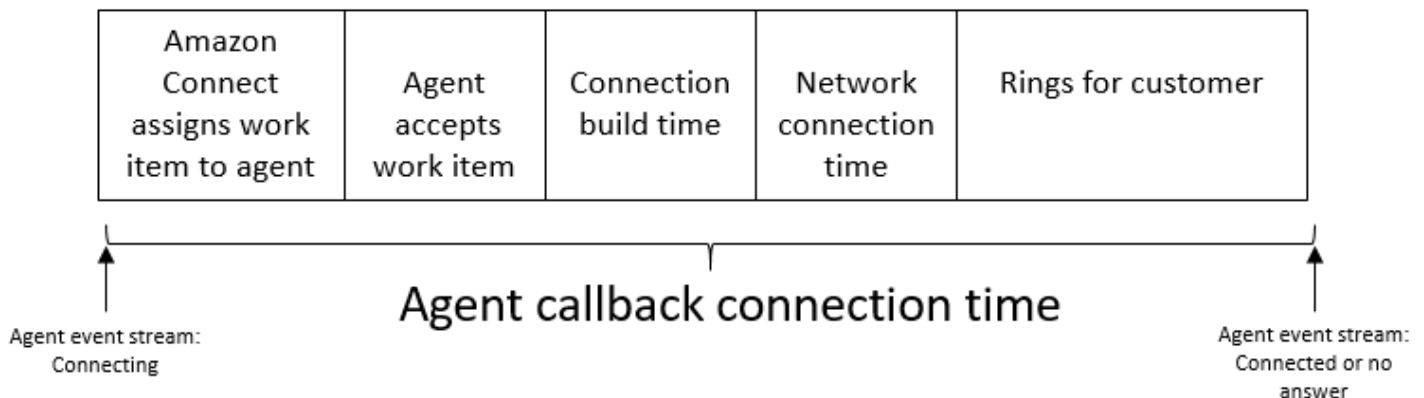 Amazon
Connect
assigns work
item to agent
Agent
accepts
work item
Connection
build time
Network
connection
time
Rings for customer
Agent callback connection time
Agent event stream:
Connecting
Agent event stream:
Connected or no
answer